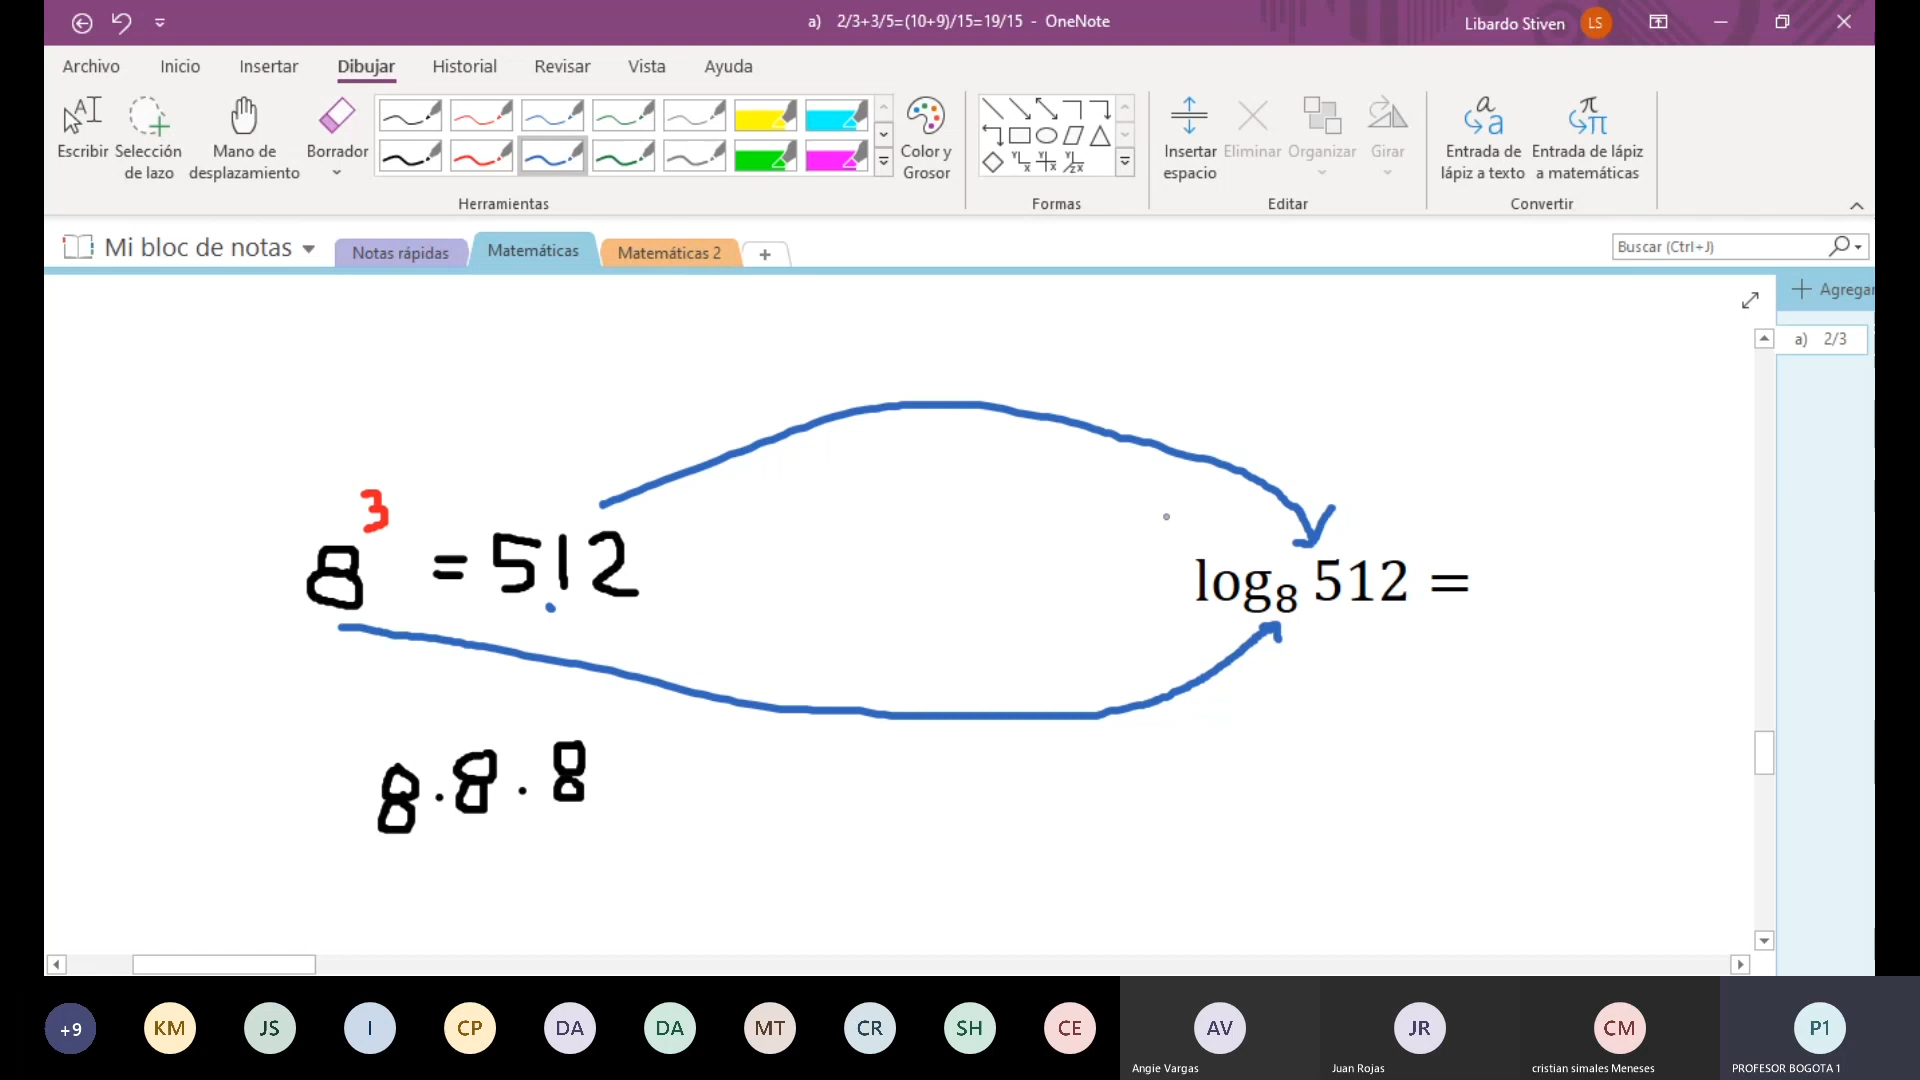 a) 2/3+3/5=(10+9)/15=19/15 - OneNote
Libardo Stiven LS
Archivo Inicio Insertar Dibujar Historial Revisar Vista Ayuda
Escribir Selección de lazo Mano de desplazamiento Borrador Color y Grosor Insertar espacio Eliminar Organizar Girar Entrada de lápiz a texto Entrada de lápiz a matemáticas
Herramientas Formas Editar Convertir
Mi bloc de notas Notas rápidas Matemáticas Matemáticas 2 + Buscar (Ctrl+J)
Agregar
a) 2/3
8³ = 512
log₈ 512 =
8 . 8 . 8
+9 KM JS I CP DA DA MT CR SH CE AV JR CM P1
Angie Vargas Juan Rojas cristian simales Meneses PROFESOR BOGOTA 1